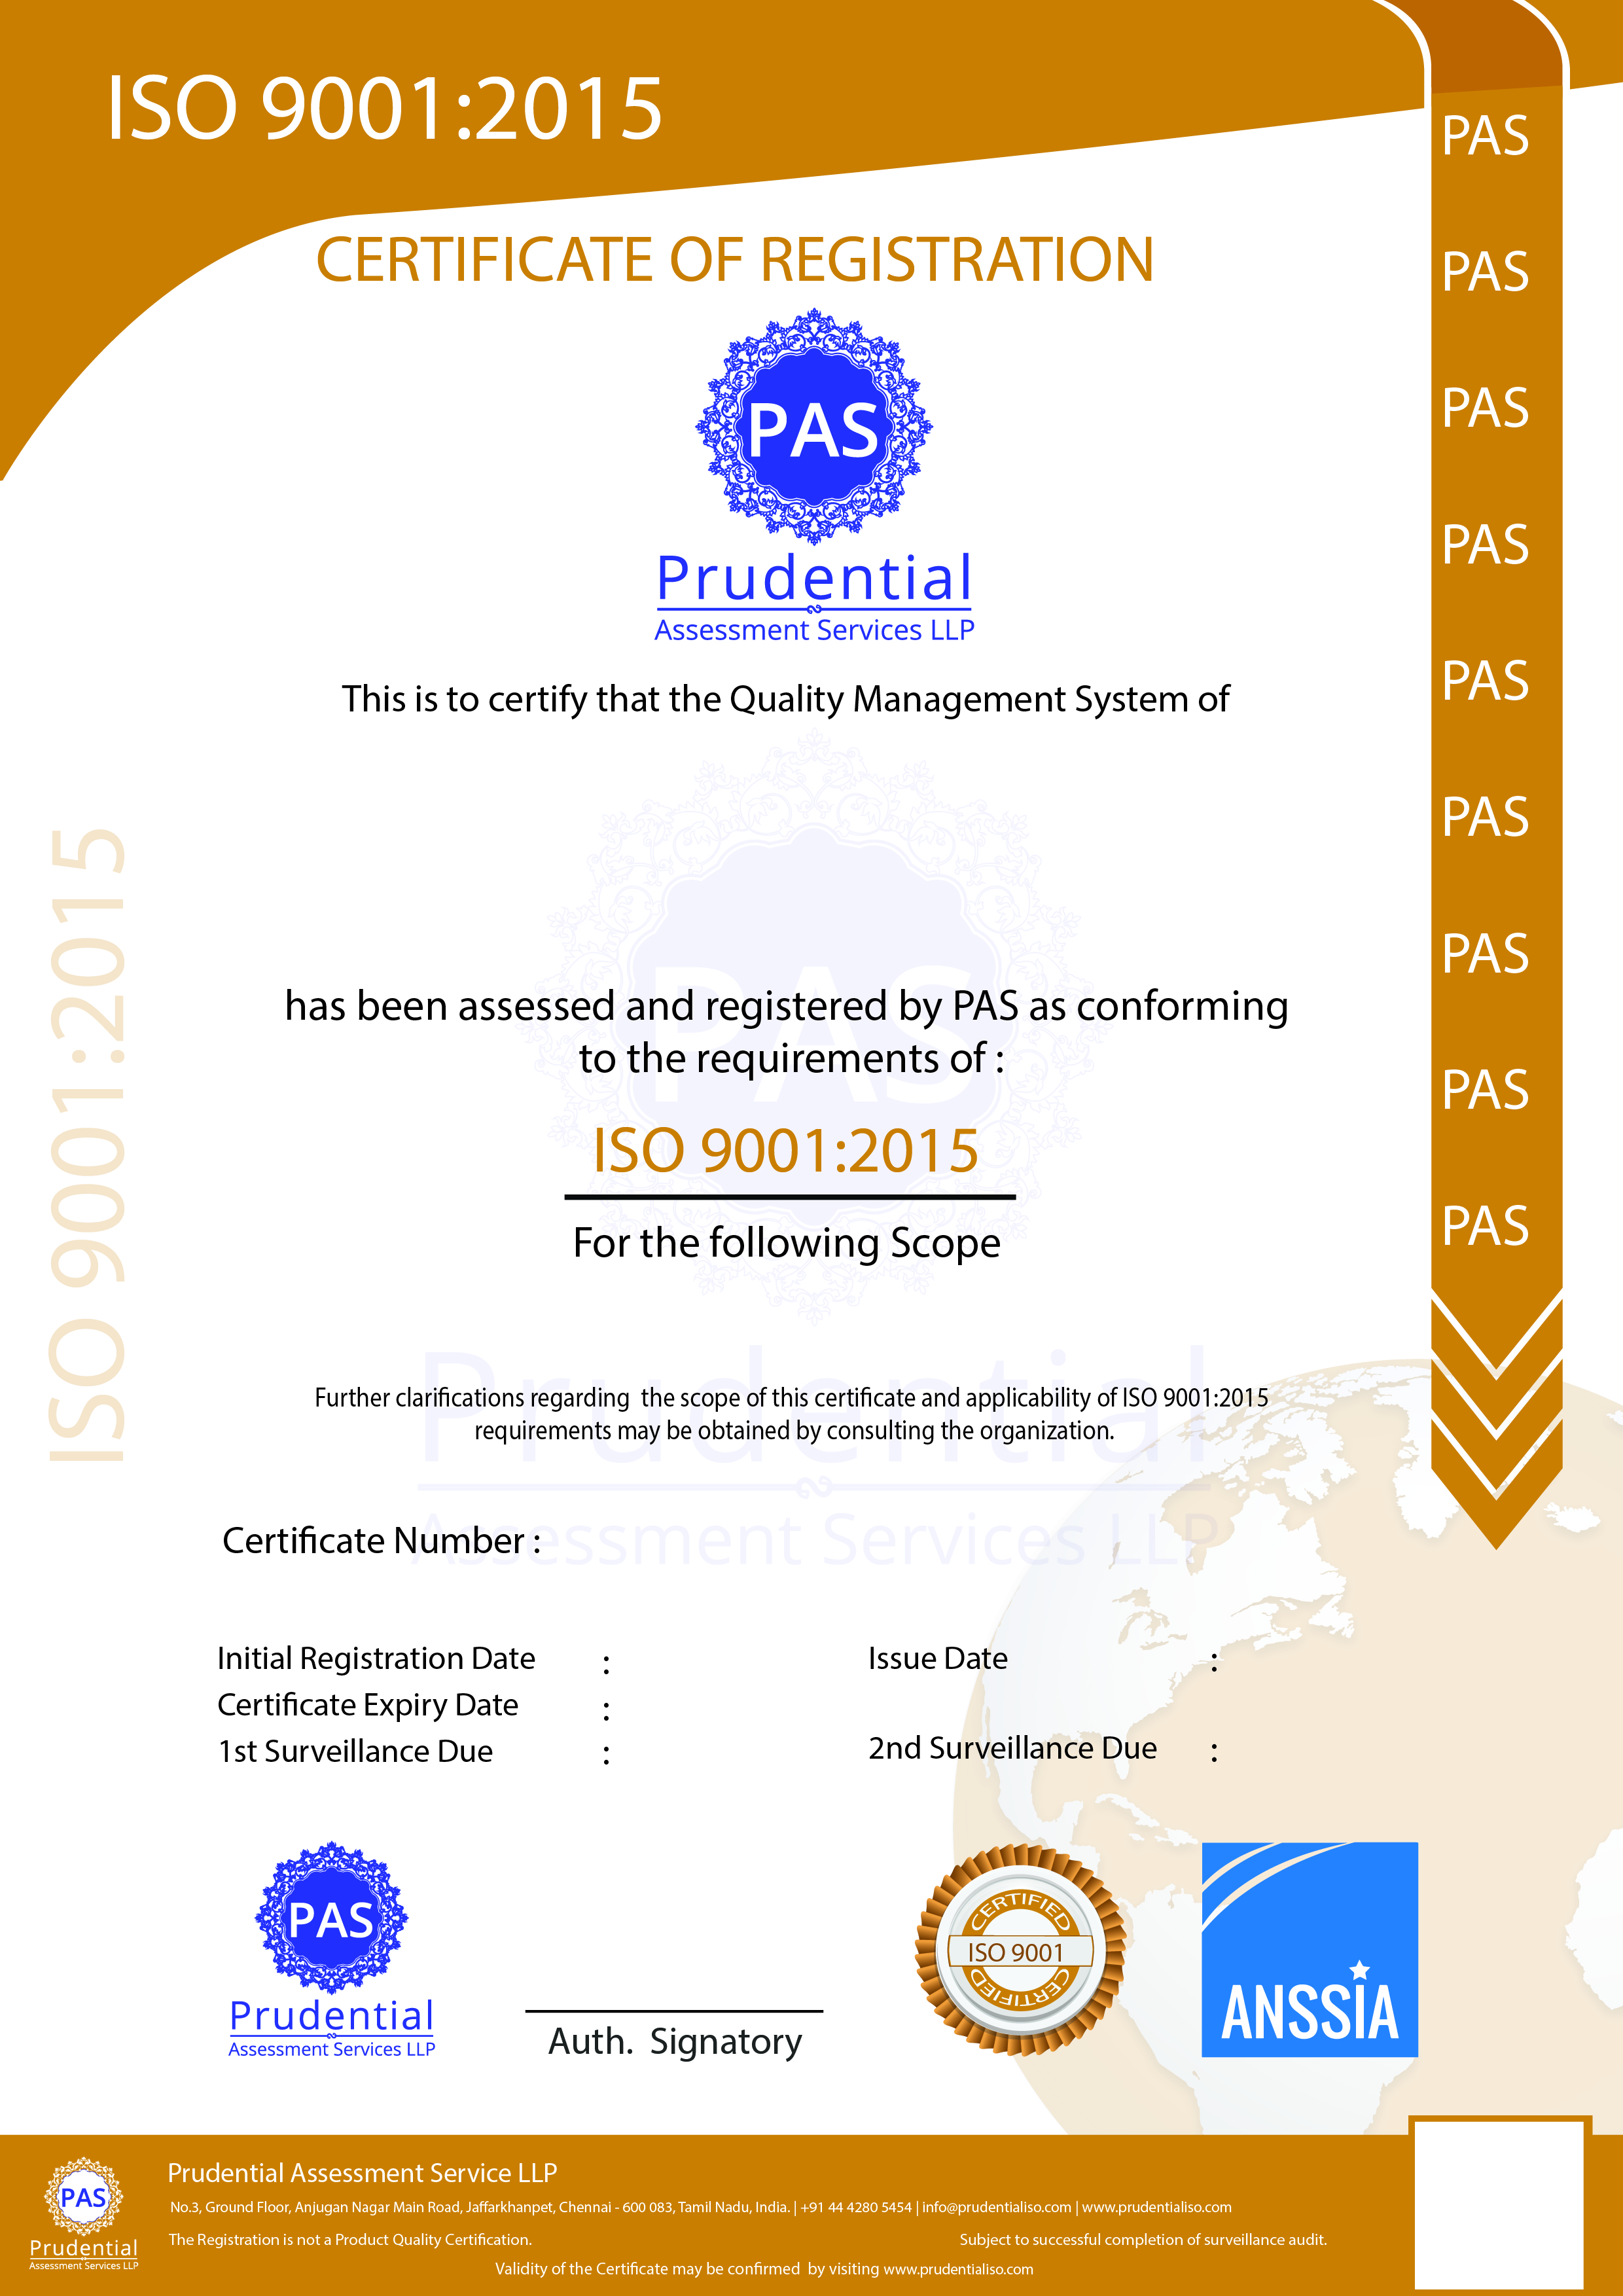 ISO 9001:2015
CERTIFICATE OF REGISTRATION
PAS
Prudential
Assessment Services LLP
This is to certify that the Quality Management System of
has been assessed and registered by PAS as conforming
to the requirements of :
ISO 9001:2015
For the following Scope
Further clarifications regarding the scope of this certificate and applicability of ISO 9001:2015
requirements may be obtained by consulting the organization.
Certificate Number :
Initial Registration Date :
Issue Date :
Certificate Expiry Date :
1st Surveillance Due :
2nd Surveillance Due :
PAS
Prudential
Assessment Services LLP
Auth. Signatory
CERTIFIED
ISO 9001
CERTIFIED
ANSSIA
PAS
Prudential
Assessment Services LLP
Prudential Assessment Service LLP
No.3, Ground Floor, Anjugan Nagar Main Road, Jaffarkhanpet, Chennai - 600 083, Tamil Nadu, India. | +91 44 4280 5454 | info@prudentialiso.com | www.prudentialiso.com
The Registration is not a Product Quality Certification.
Subject to successful completion of surveillance audit.
Validity of the Certificate may be confirmed by visiting www.prudentialiso.com
ISO 9001:2015
PAS
PAS
PAS
PAS
PAS
PAS
PAS
PAS
PAS
PAS
Prudential
Assessment Services LLP